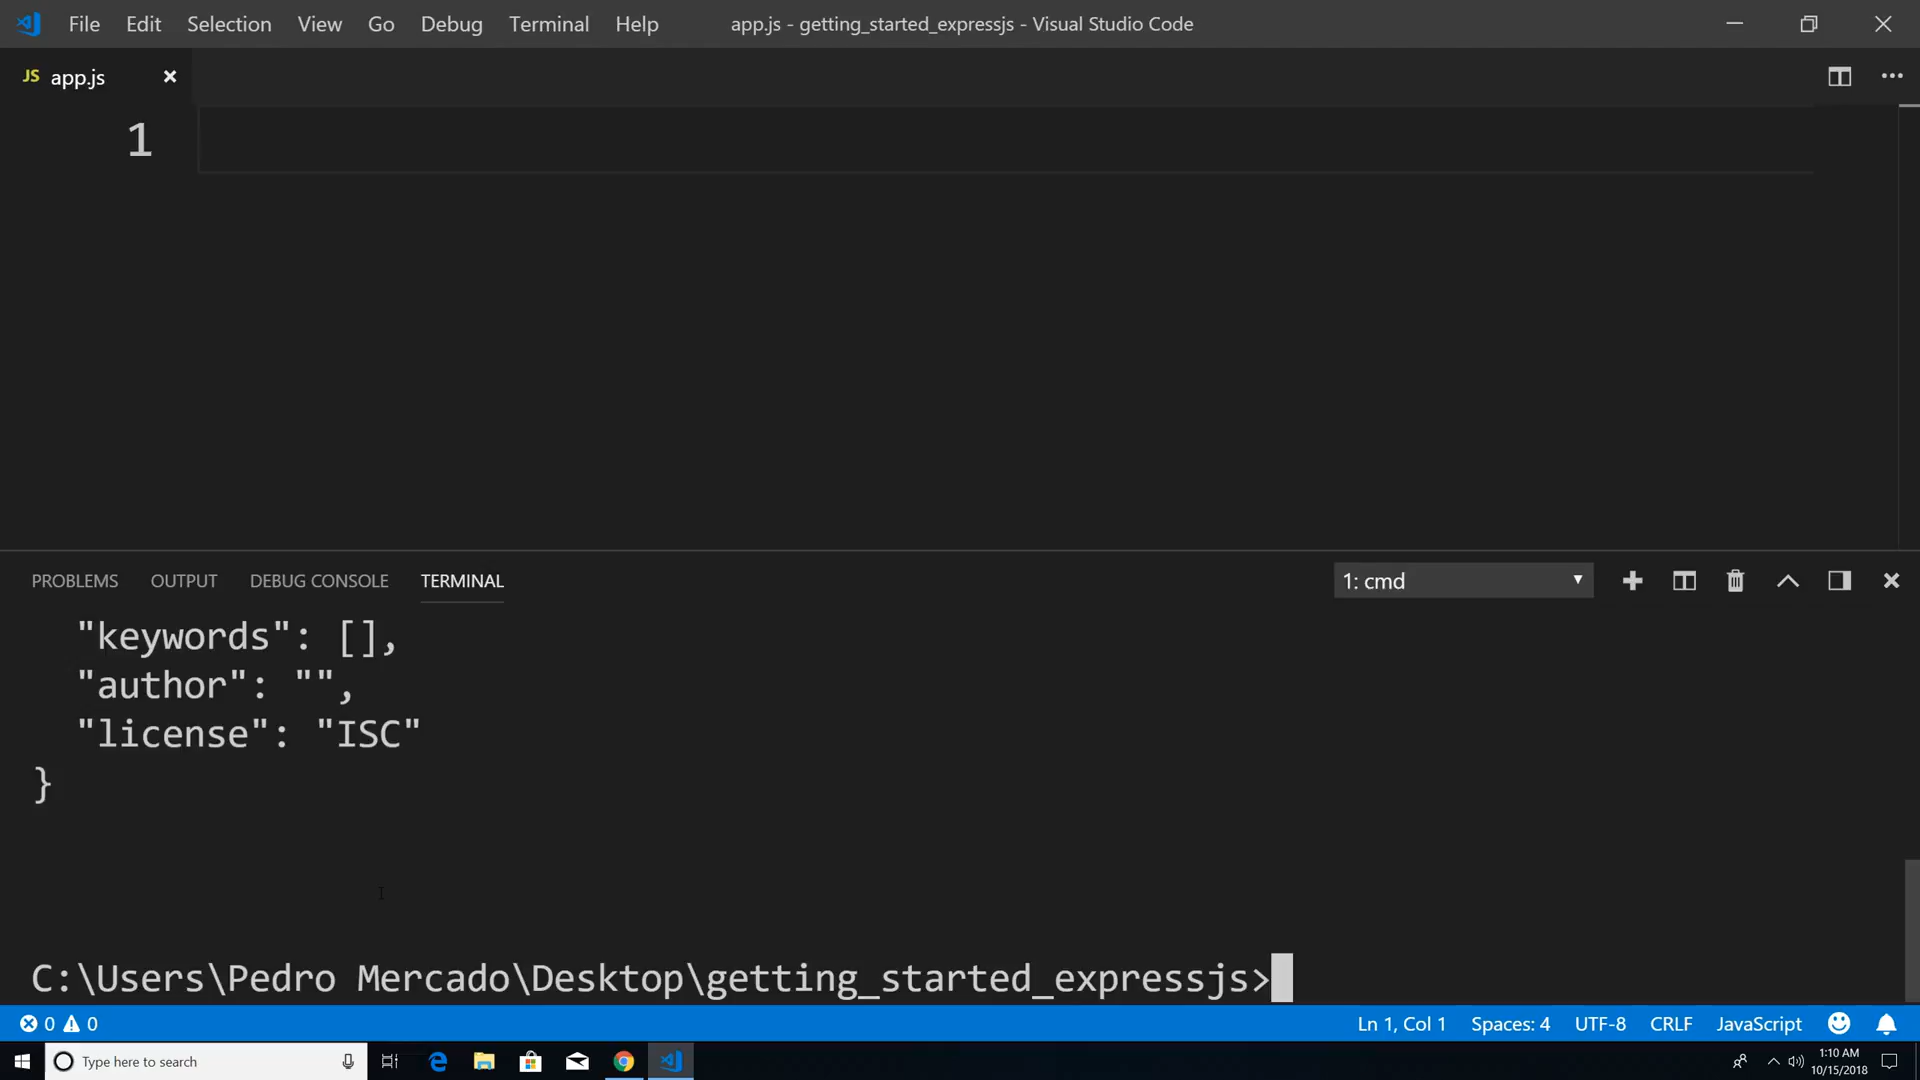 File Edit Selection View Go Debug Terminal Help app.js - getting_started_expressjs - Visual Studio Code
JS app.js
1
PROBLEMS OUTPUT DEBUG CONSOLE TERMINAL 1: cmd
"keywords": [],
"author": "",
"license": "ISC"
}
C:\Users\Pedro Mercado\Desktop\getting_started_expressjs>
0 0 Ln 1, Col 1 Spaces: 4 UTF-8 CRLF JavaScript
Type here to search 1:10 AM
10/15/2018